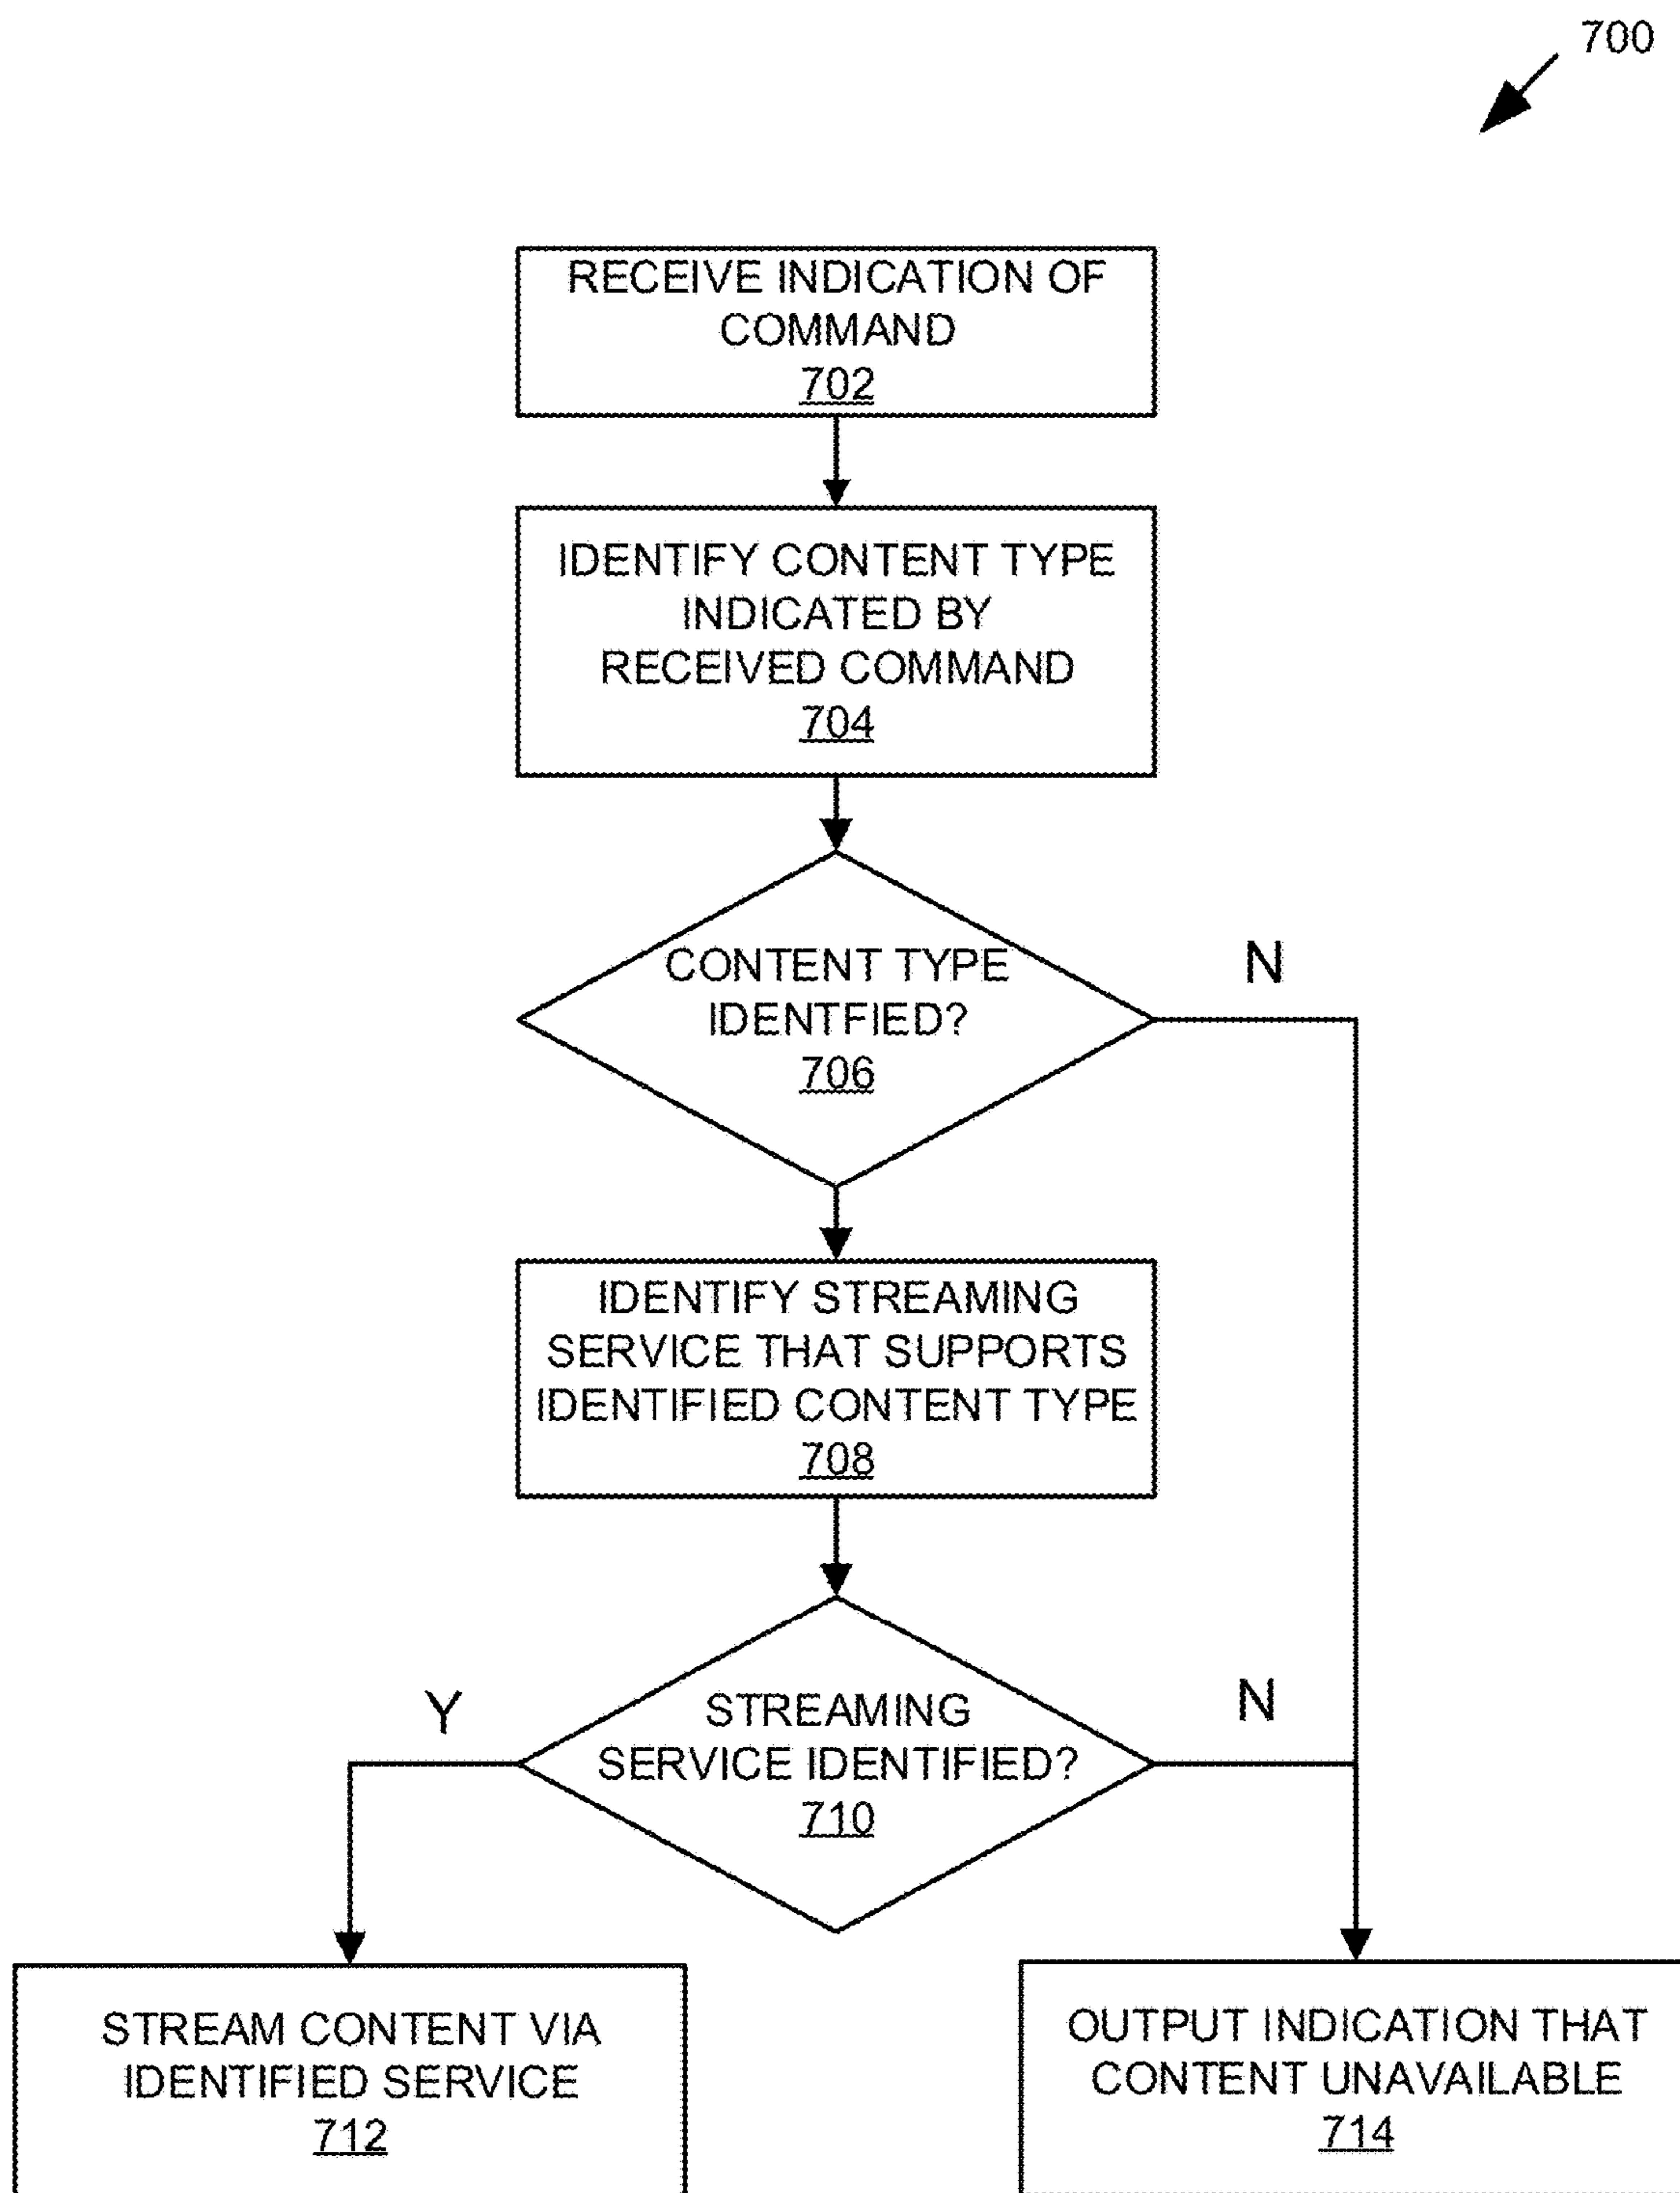 700
RECEIVE INDICATION OF
COMMAND
702
IDENTIFY CONTENT TYPE
INDICATED BY
RECEIVED COMMAND
704
CONTENT TYPE
IDENTFIED?
706
N
IDENTIFY STREAMING
SERVICE THAT SUPPORTS
IDENTIFIED CONTENT TYPE
708
Y
STREAMING
SERVICE IDENTIFIED?
710
N
STREAM CONTENT VIA
IDENTIFIED SERVICE
712
OUTPUT INDICATION THAT
CONTENT UNAVAILABLE
714